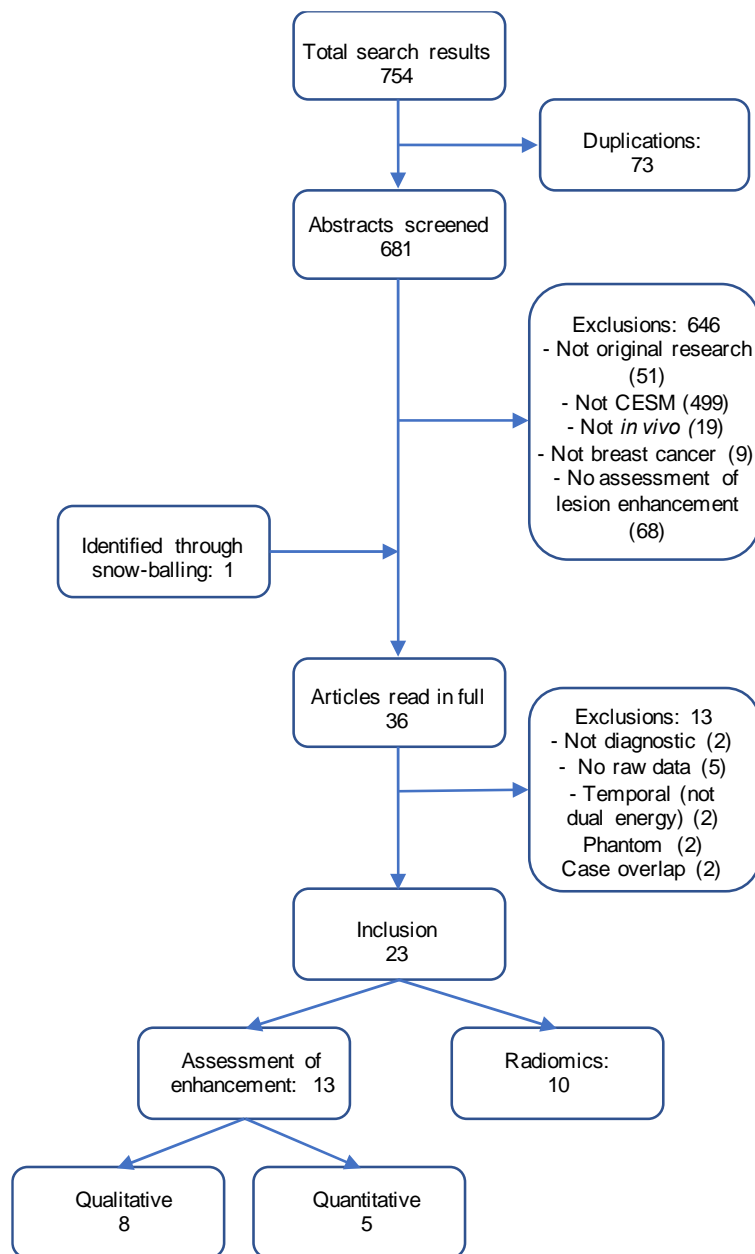 Total search results
754
Duplications:
73
Abstracts screened
681
Exclusions: 646
- Not original research
(51)
- Not CESM (499)
- Not in vivo (19)
- Not breast cancer (9)
- No assessment of
lesion enhancement
(68)
Identified through
snow-balling: 1
Articles read in full
36
Exclusions: 13
- Not diagnostic (2)
- No raw data (5)
- Temporal (not
dual energy) (2)
Phantom (2)
Case overlap (2)
Inclusion
23
Assessment of
enhancement: 13
Radiomics:
10
Qualitative
8
Quantitative
5